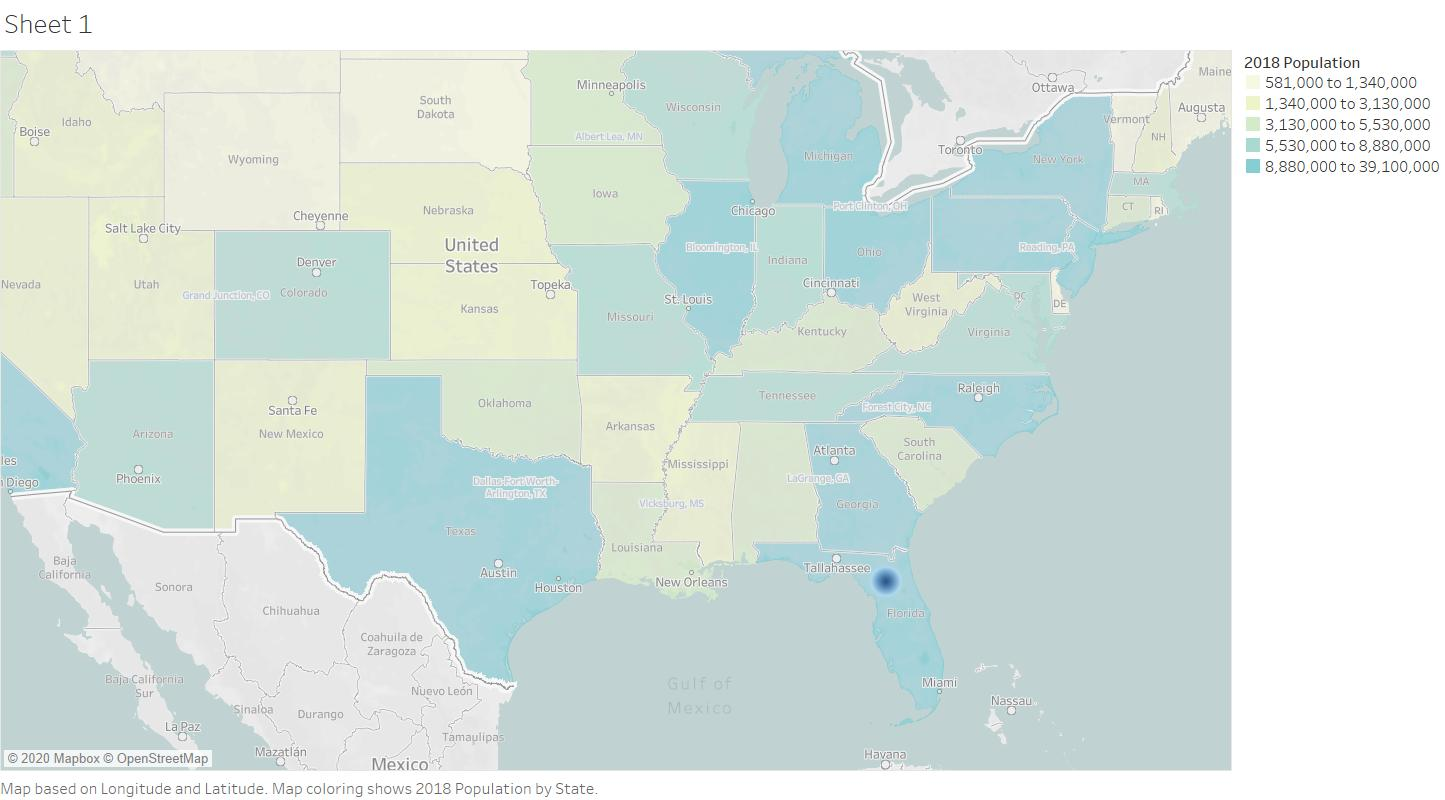 Sheet 1
2018 Population
581,000 to 1,340,000
1,340,000 to 3,130,000
3,130,000 to 5,530,000
5,530,000 to 8,880,000
8,880,000 to 39,100,000
Ottawa
Maine
Minneapolis
South
Dakota
Wisconsin
Augusta
Idaho
Boise
Vermont
Albert Lea, MN
NH
Toronto
Wyoming
Michigan
New York
MA
Iowa
Port Clinton, OH
CT
RI
Nebraska
Chicago
Cheyenne
Salt Lake City
United
States
Bloomington, IL
Reading, PA
Ohio
Denver
Indiana
Nevada
Utah
Grand Junction, CO
Colorado
Topeka
Cincinnati
St. Louis
DC
DE
West
Virginia
Kansas
Missouri
Kentucky
Virginia
Raleigh
Tennessee
Santa Fe
Oklahoma
Forest City, NC
Arkansas
Arizona
New Mexico
South
Carolina
Atlanta
les
n Diego
Mississippi
Phoenix
Dallas-Fort Worth-
Arlington, TX
LaGrange, GA
Vicksburg, MS
Georgia
Texas
Louisiana
Baja
California
Austin
Tallahassee
Sonora
Houston
New Orleans
Chihuahua
Florida
Coahuila de
Zaragoza
Baja California
Sur
Gulf of
Mexico
Miami
Nuevo León
Nassau
Sinaloa
Durango
La Paz
Tamaulipas
Mazatlán
Havana
Mexico
© 2020 Mapbox © OpenStreetMap
Map based on Longitude and Latitude. Map coloring shows 2018 Population by State.